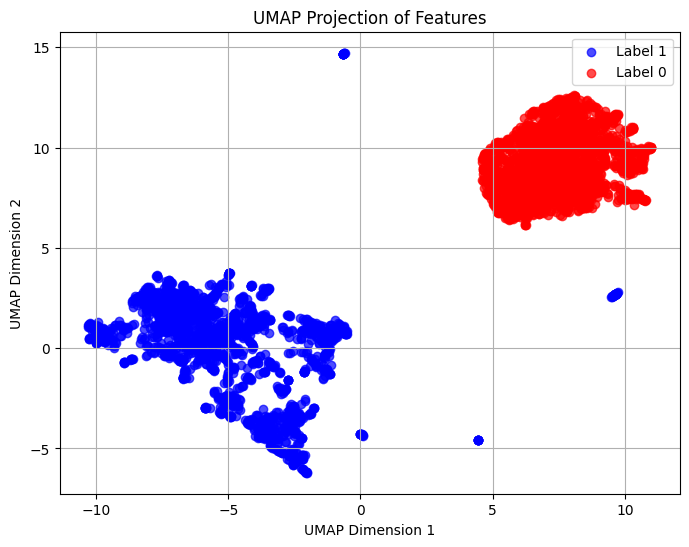 UMAP Projection of Features
Label 1
Label 0
UMAP Dimension 2
15
10
5
0
−5
−10
−5
0
5
10
UMAP Dimension 1